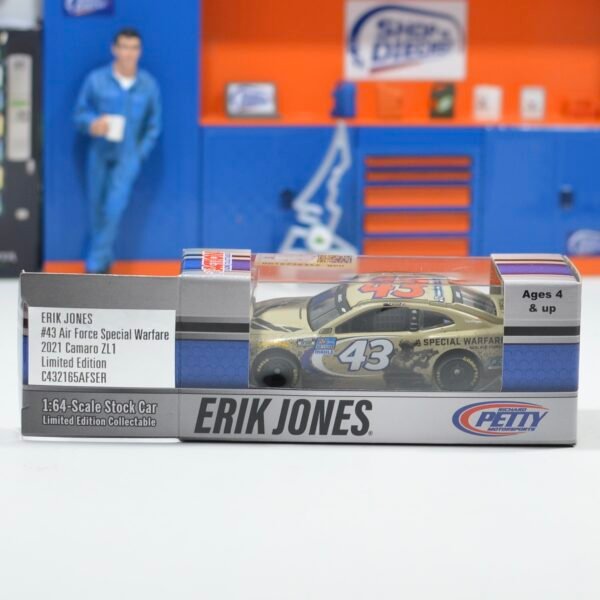 SHOP
DIECAST
Ages 4
& up
ERIK JONES
#43 Air Force Special Warfare
2021 Camaro ZL1
Limited Edition
C432165AFSER
43
SPECIAL WARFARE
43
1:64-Scale Stock Car
Limited Edition Collectable
ERIK JONES®
RICHARD
PETTY
MOTORSPORTS